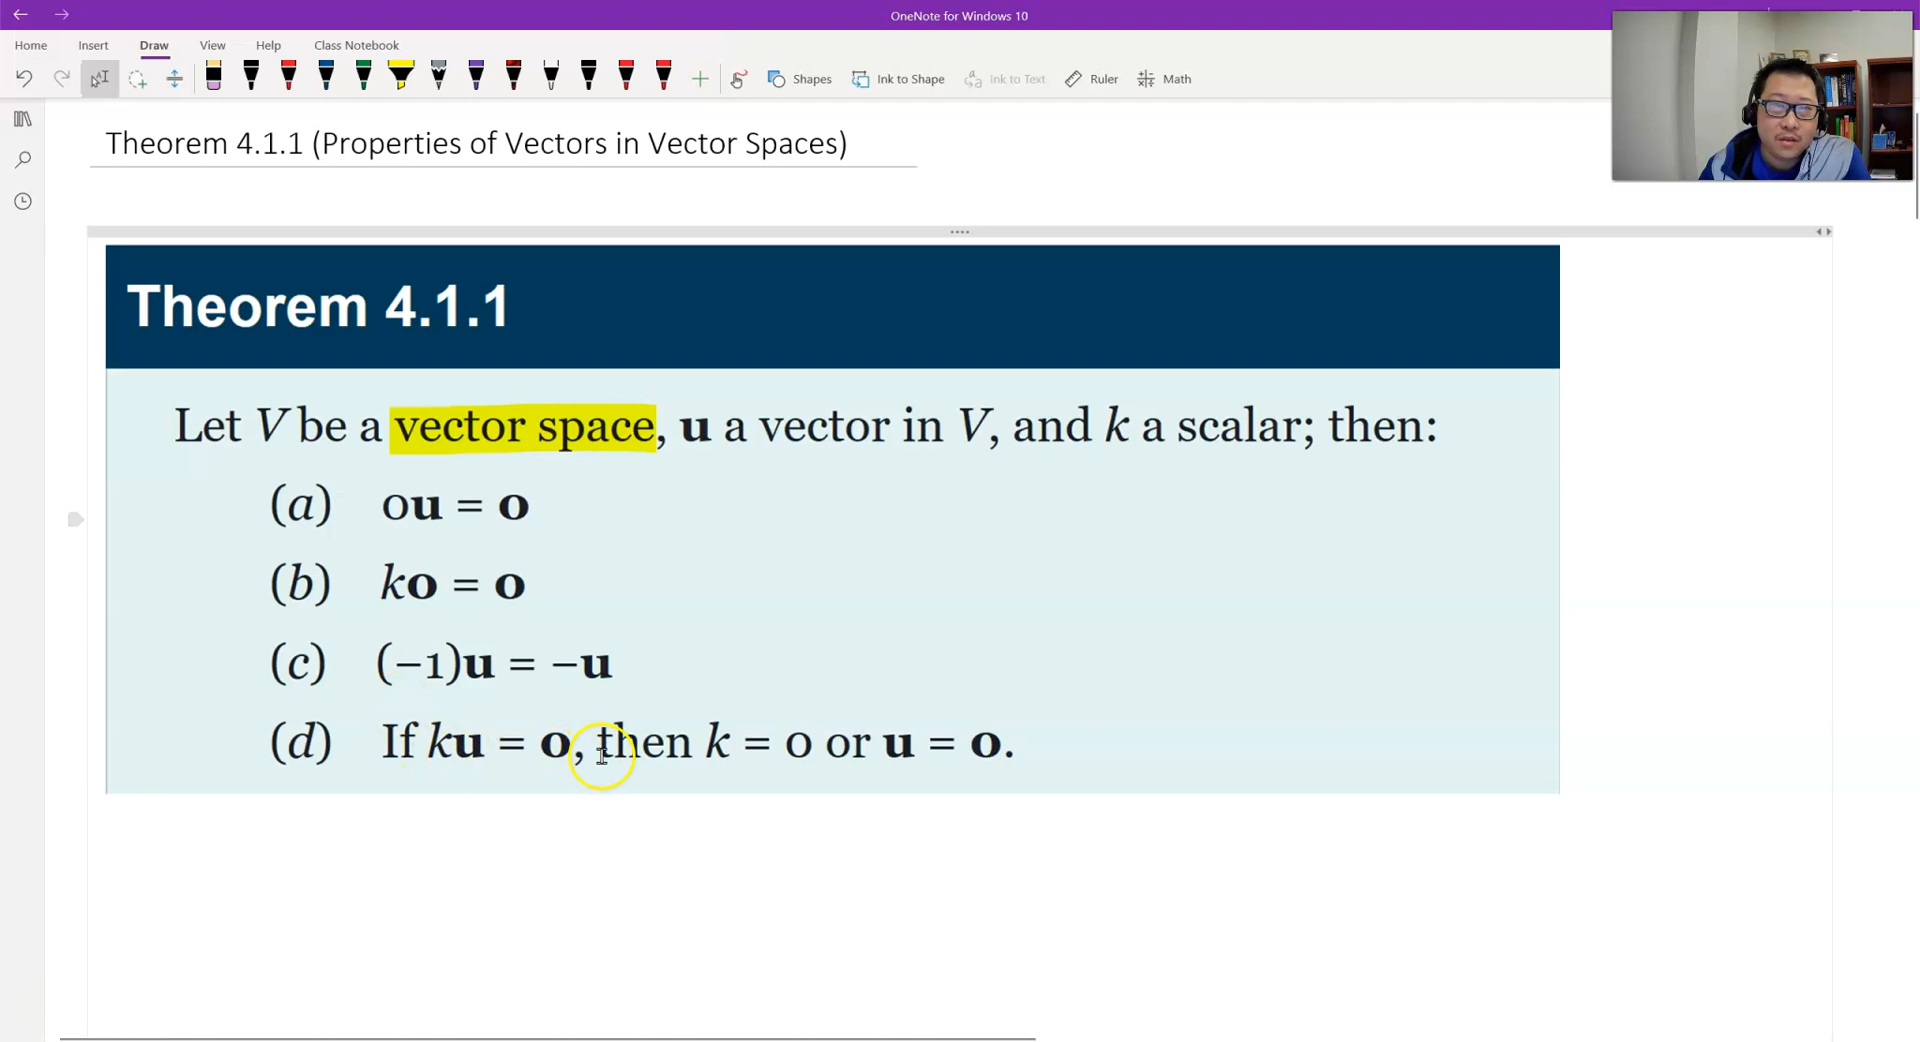 OneNote for Windows 10
Home Insert Draw View Help Class Notebook
Shapes Ink to Shape Ink to Text Ruler Math
Theorem 4.1.1 (Properties of Vectors in Vector Spaces)
Theorem 4.1.1
Let V be a vector space, u a vector in V, and k a scalar; then:
(a) 0u = 0
(b) k0 = 0
(c) (−1)u = −u
(d) If ku = 0, then k = 0 or u = 0.